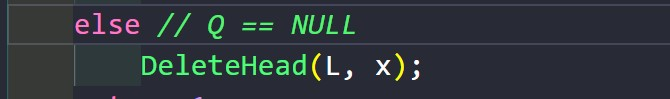 else // Q == NULL
DeleteHead(L, x);